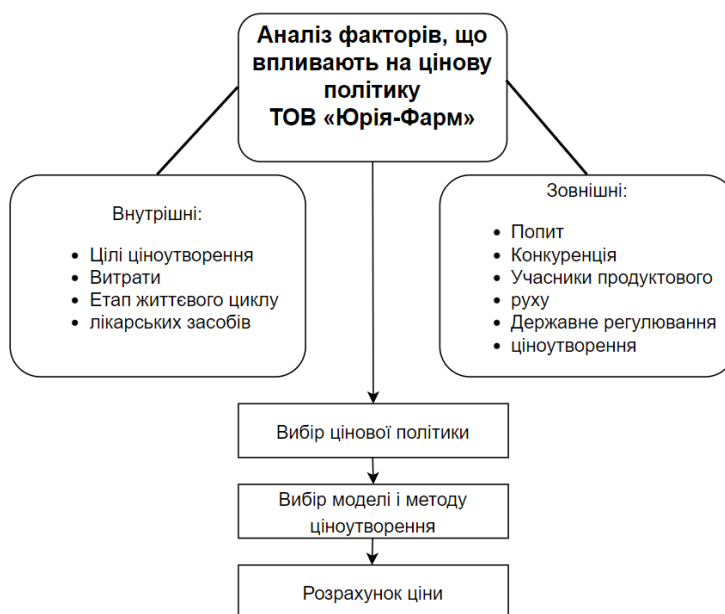 Аналіз факторів, що
впливають на цінову
політику
ТОВ «Юрія-Фарм»
Внутрішні:
• Цілі ціноутворення
• Витрати
• Етап життєвого циклу
• лікарських засобів
Зовнішні:
• Попит
• Конкуренція
• Учасники продуктового
• руху
• Державне регулювання
• ціноутворення
Вибір цінової політики
Вибір моделі і методу
ціноутворення
Розрахунок ціни